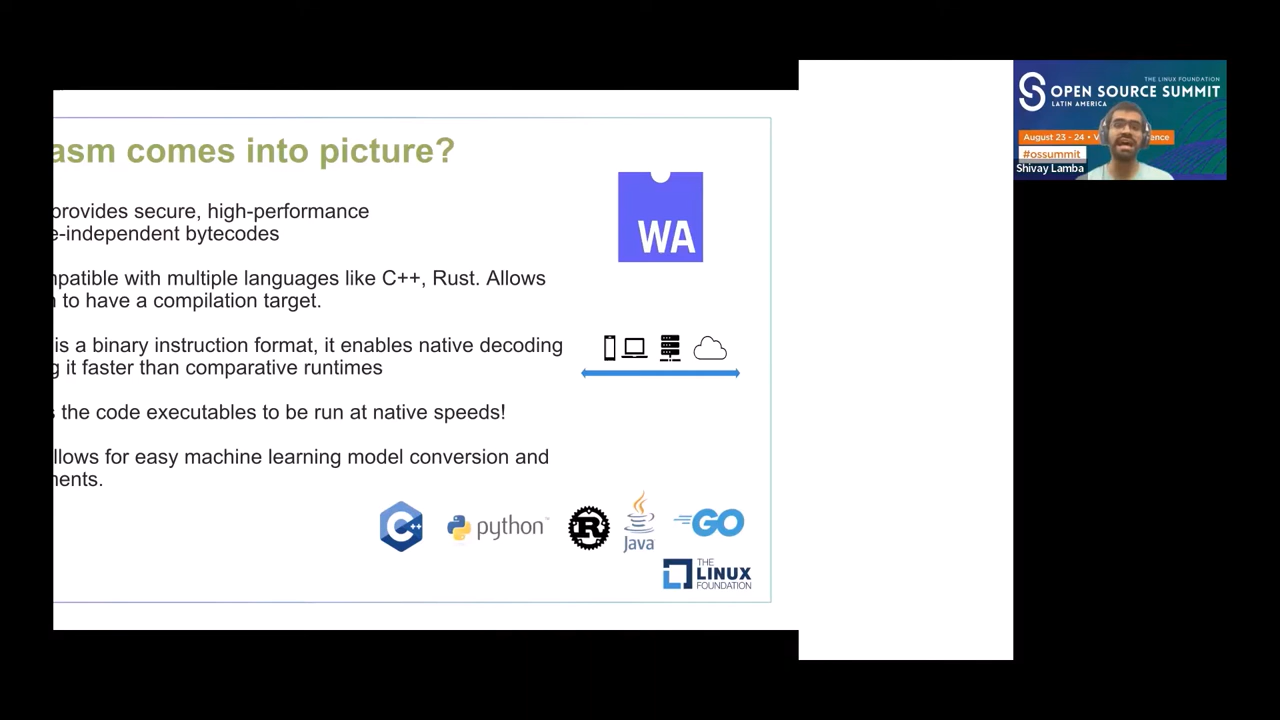 asm comes into picture?
provides secure, high-performance
e-independent bytecodes
mpatible with multiple languages like C++, Rust. Allows
to have a compilation target.
is a binary instruction format, it enables native decoding
g it faster than comparative runtimes
s the code executables to be run at native speeds!
llows for easy machine learning model conversion and
ments.
WA
C++
python
R
Java
GO
THE
LINUX
FOUNDATION
THE LINUX FOUNDATION
OPEN SOURCE SUMMIT
LATIN AMERICA
August 23 - 24 • V ence
#ossummit
Shivay Lamba